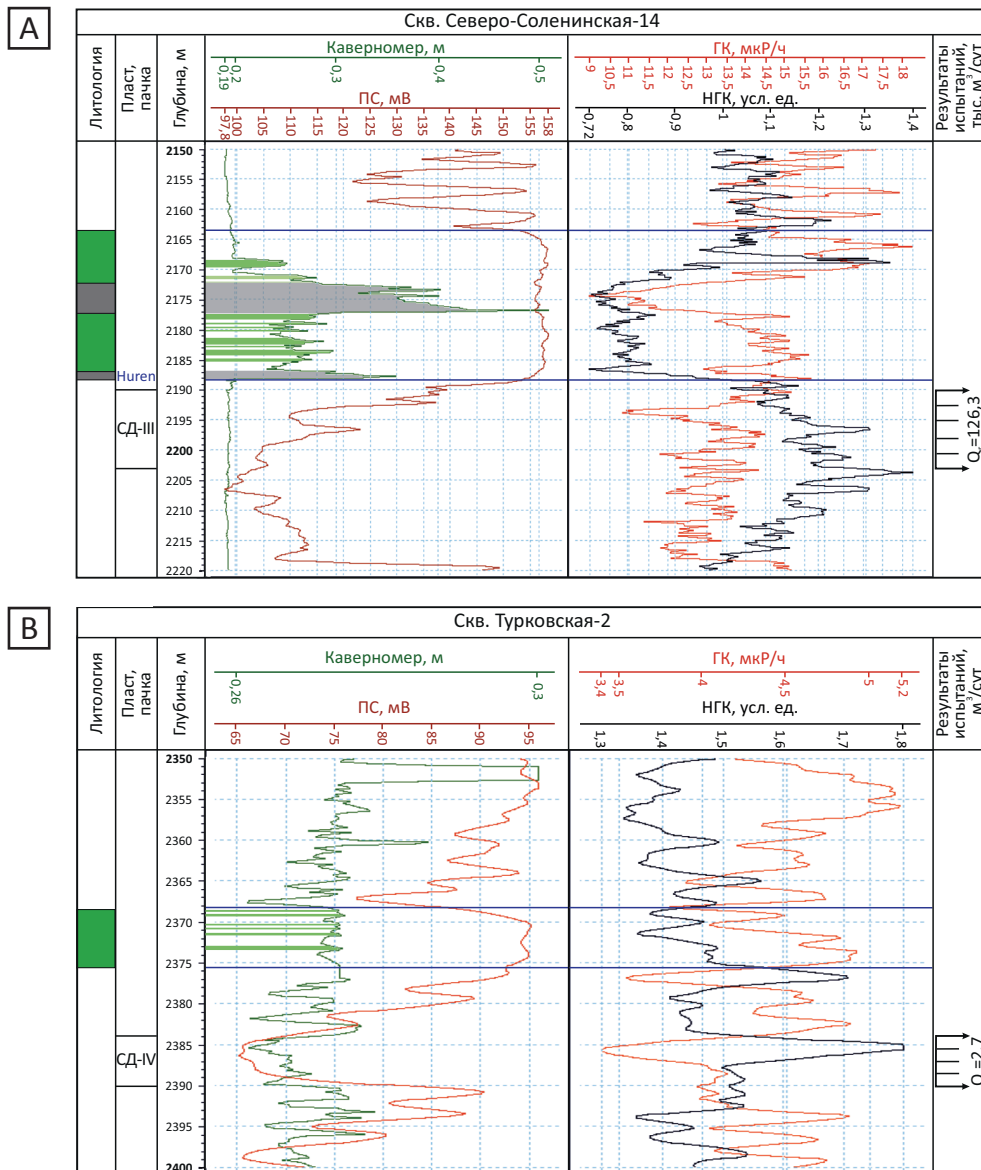 A
Скв. Северо-Соленинская-14
Литология
Пласт, пачка
Глубнина, м
Каверномер, м
0,19 0,2 0,3 0,4 0,5
ПС, мВ
97,8 100 105 110 115 120 125 130 135 140 145 150 155 158
ГК, мкР/ч
9 10,5 11 11,5 12 12,5 13 13,5 14 14,5 15 15,5 16 16,5 17 17,5 18
НГК, усл. ед.
0,72 0,8 0,9 1 1,1 1,2 1,3 1,4
Результаты
испытаний,
тыс. м³/сут
2150
2155
2160
2165
2170
2175
2180
2185
Huren
2190
СД-III
2195
2200
2205
2210
2215
2220
Q=126,3
B
Скв. Турковская-2
Литология
Пласт, пачка
Глубнина, м
Каверномер, м
0,26 0,3
ПС, мВ
65 70 75 80 85 90 95
ГК, мкР/ч
3,4 3,5 4 4,5 5 5,2
НГК, усл. ед.
1,3 1,4 1,5 1,6 1,7 1,8
Результаты
испытаний,
м³/сут
2350
2355
2360
2365
2370
2375
2380
2385
СД-IV
2390
2395
2400
Q =2,7